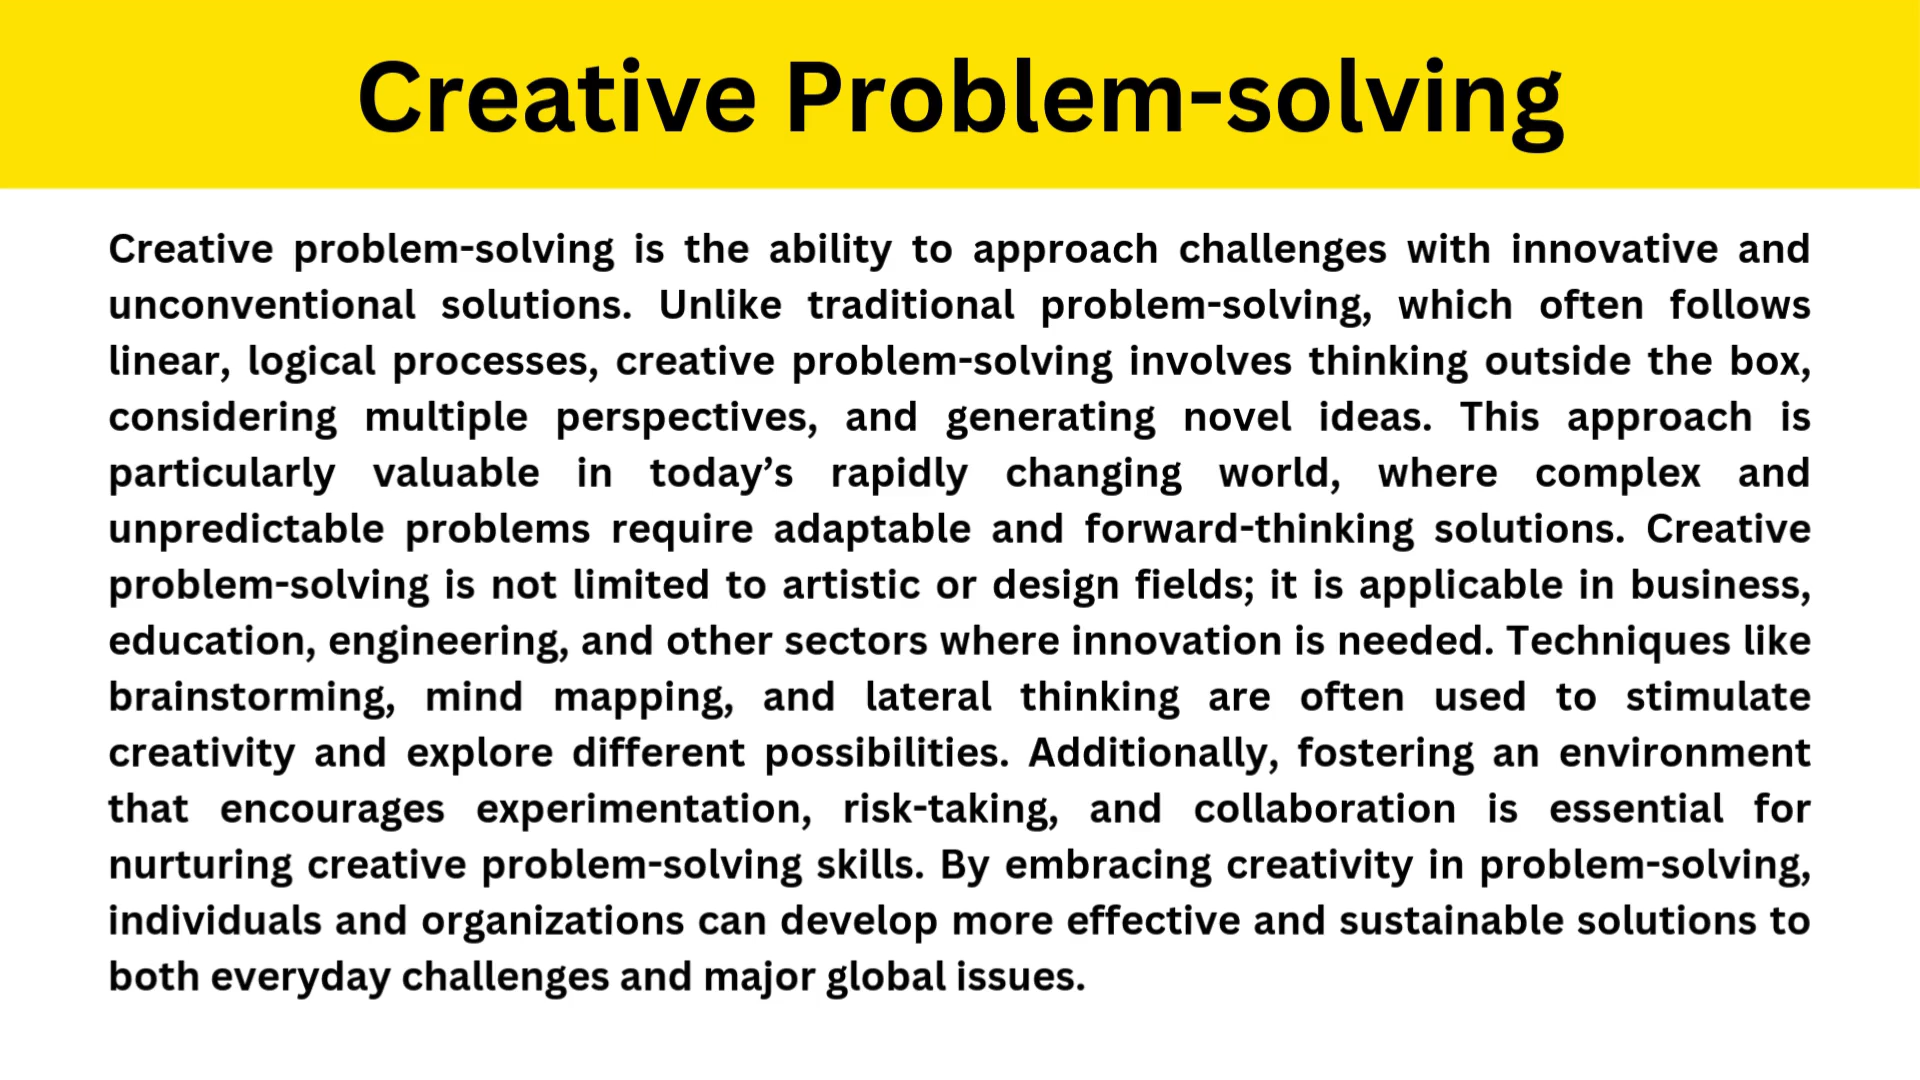 Creative Problem-solving
Creative problem-solving is the ability to approach challenges with innovative and
unconventional solutions. Unlike traditional problem-solving, which often follows
linear, logical processes, creative problem-solving involves thinking outside the box,
considering multiple perspectives, and generating novel ideas. This approach is
particularly valuable in today’s rapidly changing world, where complex and
unpredictable problems require adaptable and forward-thinking solutions. Creative
problem-solving is not limited to artistic or design fields; it is applicable in business,
education, engineering, and other sectors where innovation is needed. Techniques like
brainstorming, mind mapping, and lateral thinking are often used to stimulate
creativity and explore different possibilities. Additionally, fostering an environment
that encourages experimentation, risk-taking, and collaboration is essential for
nurturing creative problem-solving skills. By embracing creativity in problem-solving,
individuals and organizations can develop more effective and sustainable solutions to
both everyday challenges and major global issues.